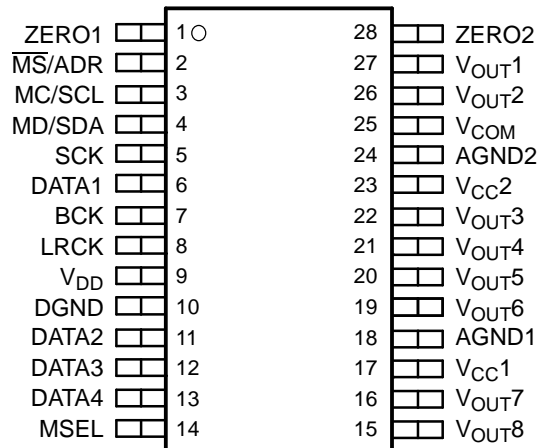 ZERO1 1 28 ZERO2
MS/ADR 2 27 VOUT1
MC/SCL 3 26 VOUT2
MD/SDA 4 25 VCOM
SCK 5 24 AGND2
DATA1 6 23 VCC2
BCK 7 22 VOUT3
LRCK 8 21 VOUT4
VDD 9 20 VOUT5
DGND 10 19 VOUT6
DATA2 11 18 AGND1
DATA3 12 17 VCC1
DATA4 13 16 VOUT7
MSEL 14 15 VOUT8